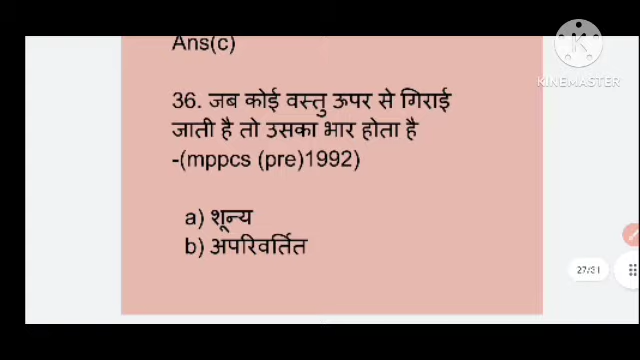 Ans(c)
KINEMASTER
36. जब कोई वस्तु ऊपर से गिराई
जाती है तो उसका भार होता है
-(mppcs (pre)1992)
a) शून्य
b) अपरिवर्तित
27/31